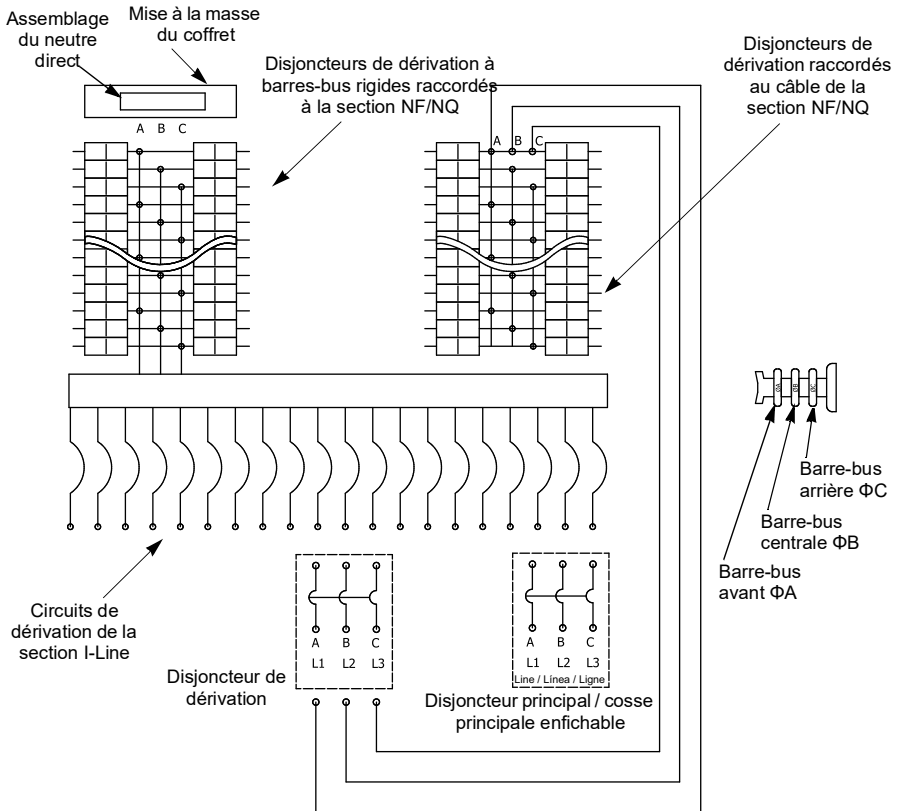 Assemblage
du neutre
direct
Mise à la masse
du coffret
Disjoncteurs de dérivation à
barres-bus rigides raccordés
à la section NF/NQ
Disjoncteurs de
dérivation raccordés
au câble de la
section NF/NQ
A B C
A B C
ΦA ΦB ΦC
Barre-bus
arrière ΦC
Barre-bus
centrale ΦB
Barre-bus
avant ΦA
Circuits de
dérivation de la
section I-Line
A B C
L1 L2 L3
Disjoncteur de
dérivation
A B C
L1 L2 L3
Line / Línea / Ligne
Disjoncteur principal / cosse
principale enfichable